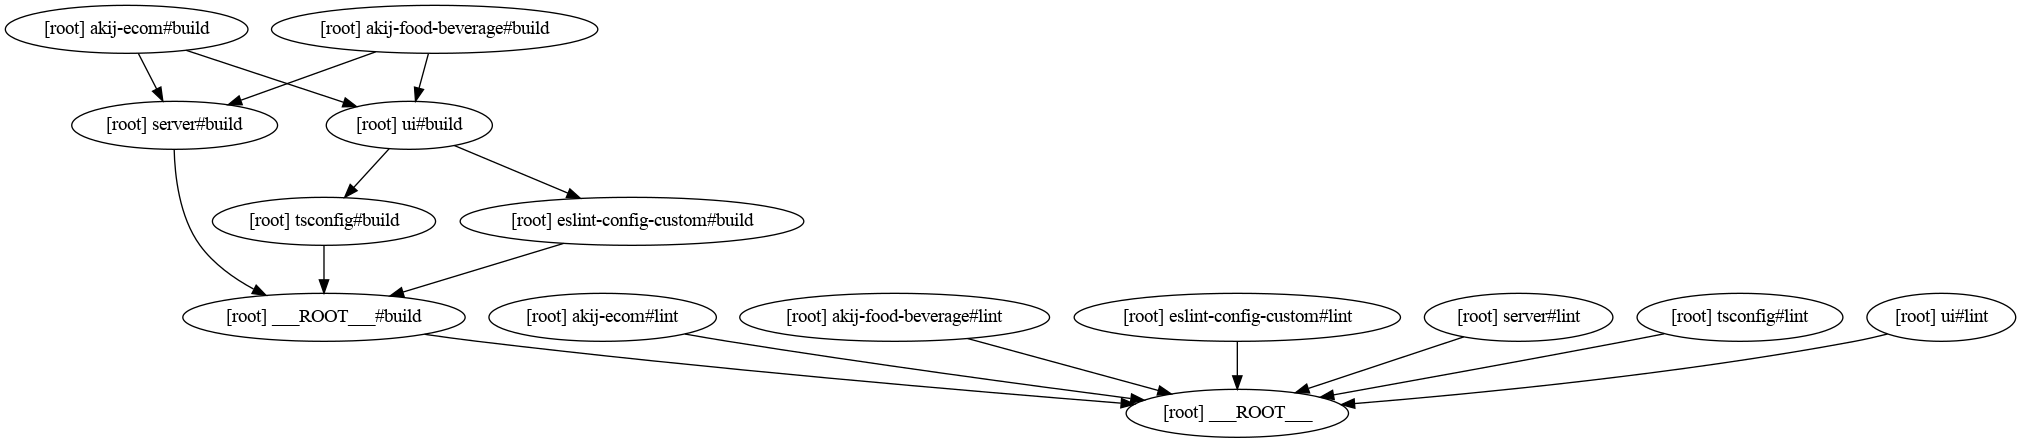 [root] akij-ecom#build
[root] akij-food-beverage#build
[root] server#build
[root] ui#build
[root] tsconfig#build
[root] eslint-config-custom#build
[root] ___ROOT___#build
[root] akij-ecom#lint
[root] akij-food-beverage#lint
[root] eslint-config-custom#lint
[root] server#lint
[root] tsconfig#lint
[root] ui#lint
[root] ___ROOT___